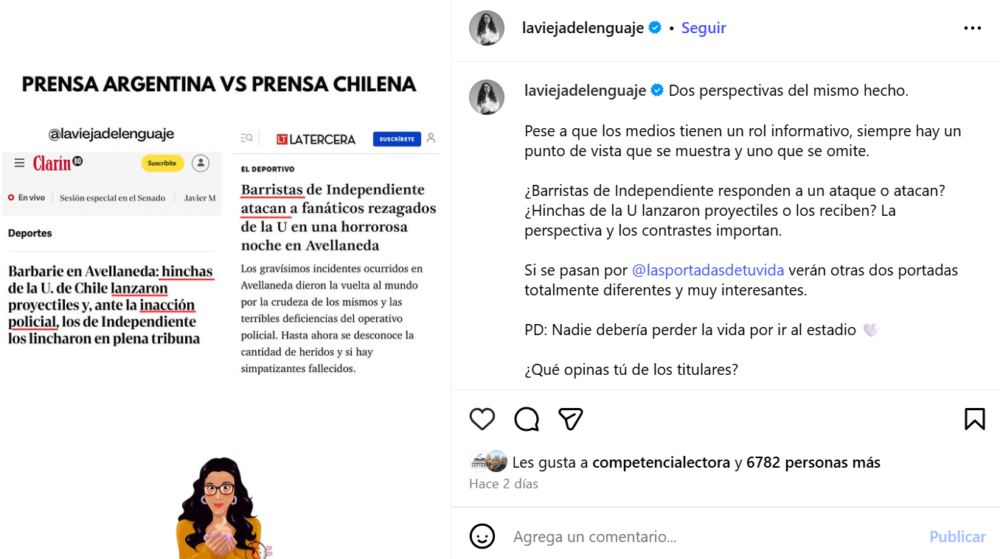 PRENSA ARGENTINA VS PRENSA CHILENA
@laviejadelenguaje
Clarín 80
Suscribite
En vivo
Sesión especial en el Senado
Javier M
Deportes
Barbarie en Avellaneda: hinchas
de la U. de Chile lanzaron
proyectiles y, ante la inacción
policial, los de Independiente
los lincharon en plena tribuna
LT LA TERCERA
SUSCRÍBETE
EL DEPORTIVO
Barristas de Independiente
atacan a fanáticos rezagados
de la U en una horrorosa
noche en Avellaneda
Los gravísimos incidentes ocurridos en
Avellaneda dieron la vuelta al mundo
por la crudeza de los mismos y las
terribles deficiencias del operativo
policial. Hasta ahora se desconoce la
cantidad de heridos y si hay
simpatizantes fallecidos.
laviejadelenguaje • Seguir
laviejadelenguaje Dos perspectivas del mismo hecho.
Pese a que los medios tienen un rol informativo, siempre hay un
punto de vista que se muestra y uno que se omite.
¿Barristas de Independiente responden a un ataque o atacan?
¿Hinchas de la U lanzaron proyectiles o los reciben? La
perspectiva y los contrastes importan.
Si se pasan por @lasportadasdetuvida verán otras dos portadas
totalmente diferentes y muy interesantes.
PD: Nadie debería perder la vida por ir al estadio 🤍
¿Qué opinas tú de los titulares?
Les gusta a competencialectora y 6782 personas más
Hace 2 días
Agrega un comentario...
Publicar